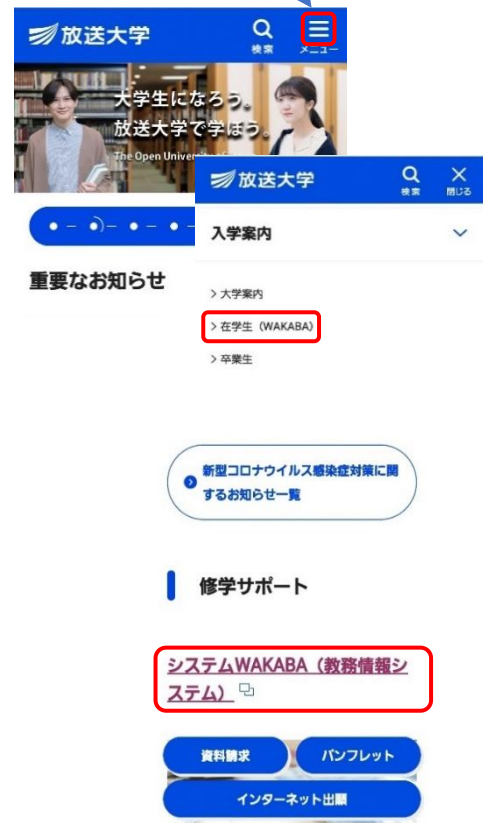 放送大学
検索
メニュー
大学生になろう。
放送大学で学ぼう。
The Open Univer
重要なお知らせ
放送大学
検索
閉じる
入学案内
> 大学案内
> 在学生（WAKABA）
> 卒業生
新型コロナウイルス感染症対策に関
するお知らせ一覧
修学サポート
システムWAKABA（教務情報シ
ステム）
資料請求
パンフレット
インターネット出願